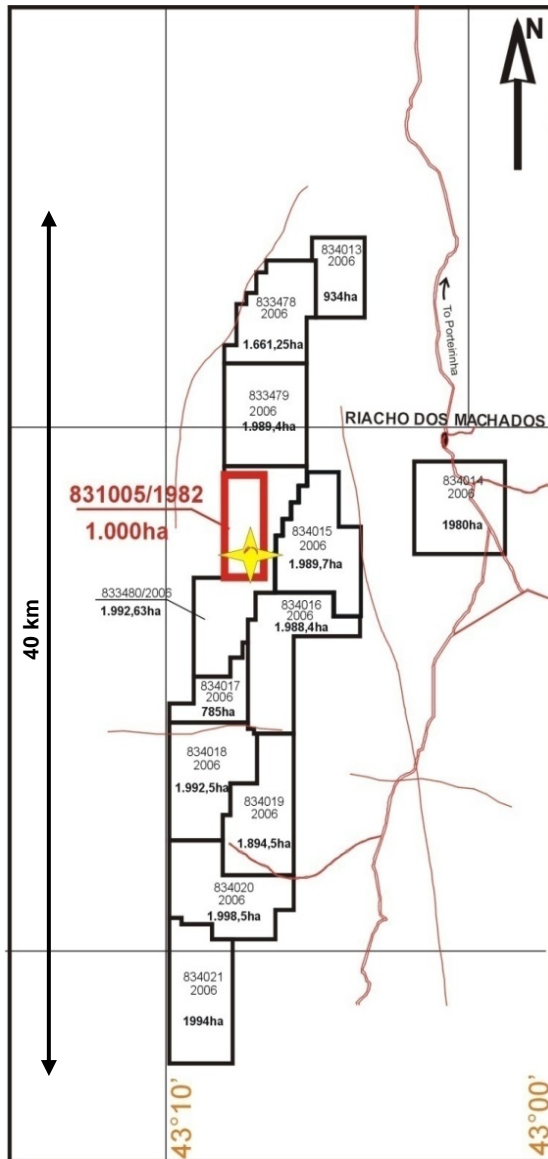 N
834013
2006
934ha
833478
2006
1.661,25ha
To Porteirinha
833479
2006
1.989,4ha
RIACHO DOS MACHADOS
831005/1982
1.000ha
834014
2006
1980ha
834015
2006
1.989,7ha
833480/2006
1.992,63ha
834016
2006
1.988,4ha
40 km
834017
2006
785ha
834018
2006
1.992,5ha
834019
2006
1.894,5ha
834020
2006
1.998,5ha
834021
2006
1994ha
43°10'
43°00'